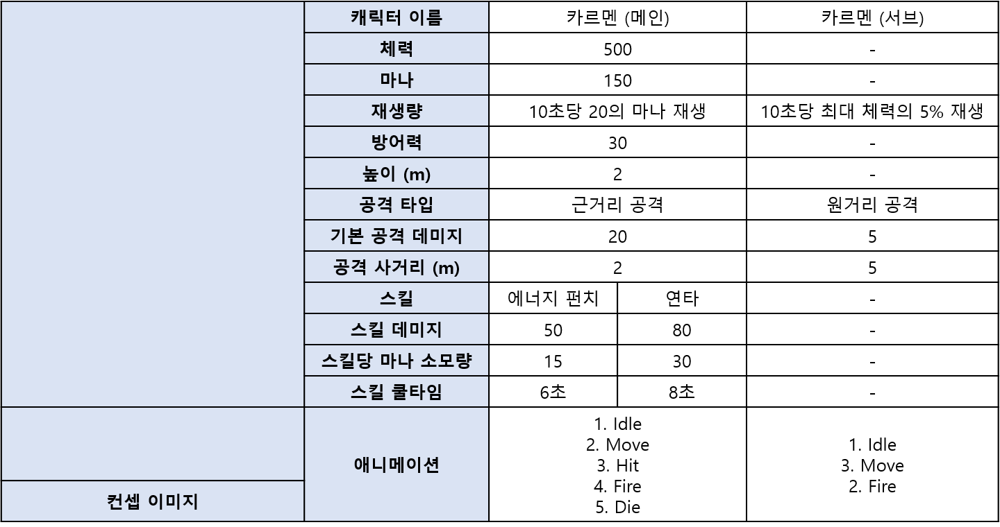 캐릭터 이름 카르멘 (메인) 카르멘 (서브)
체력 500 -
마나 150 -
재생량 10초당 20의 마나 재생 10초당 최대 체력의 5% 재생
방어력 30 -
높이 (m) 2 -
공격 타입 근거리 공격 원거리 공격
기본 공격 데미지 20 5
공격 사거리 (m) 2 5
스킬 에너지 펀치 연타 -
스킬 데미지 50 80 -
스킬당 마나 소모량 15 30 -
스킬 쿨타임 6초 8초 -
컨셉 이미지
애니메이션
1. Idle
2. Move
3. Hit
4. Fire
5. Die
1. Idle
3. Move
2. Fire